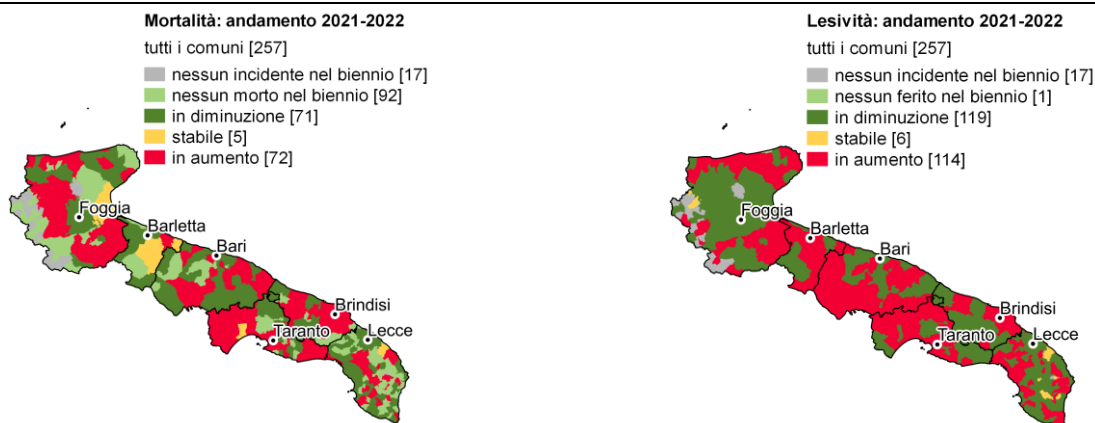 Mortalità: andamento 2021-2022
tutti i comuni [257]
nessun incidente nel biennio [17]
nessun morto nel biennio [92]
in diminuzione [71]
stabile [5]
in aumento [72]
Foggia
Barletta
Bari
Brindisi
Taranto
Lecce
Lesività: andamento 2021-2022
tutti i comuni [257]
nessun incidente nel biennio [17]
nessun ferito nel biennio [1]
in diminuzione [119]
stabile [6]
in aumento [114]
Foggia
Barletta
Bari
Brindisi
Taranto
Lecce